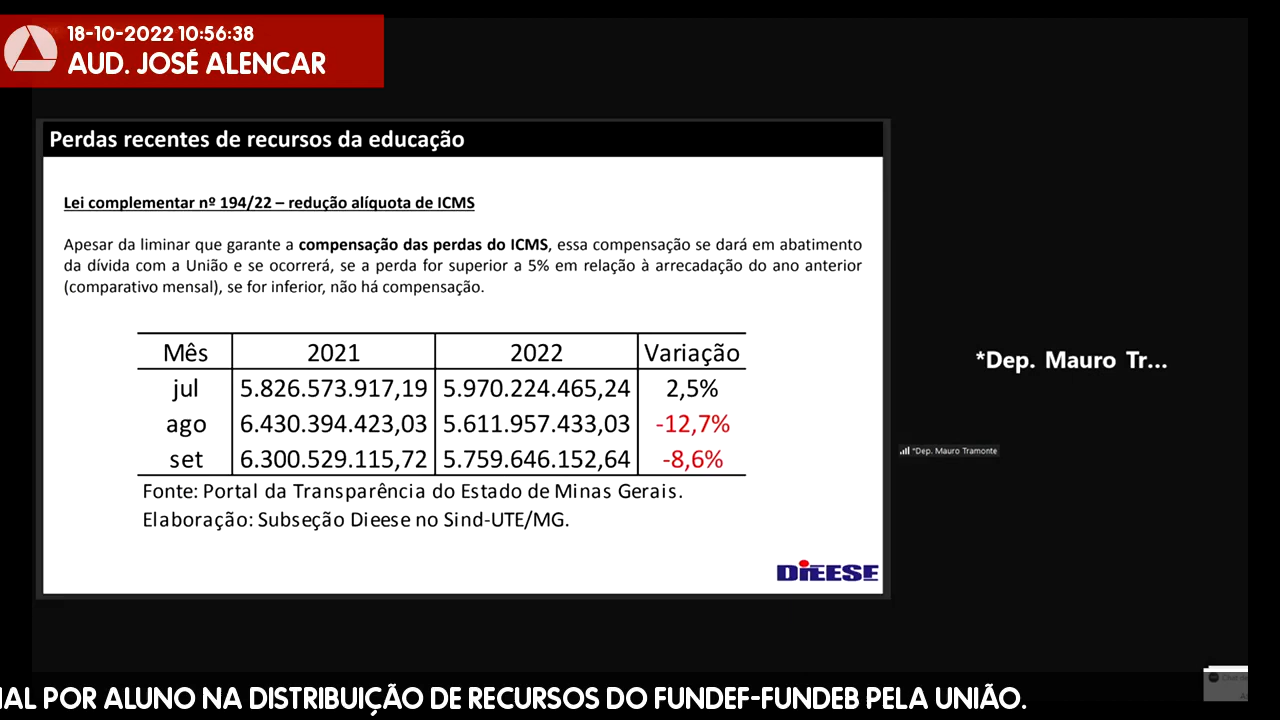 18-10-2022 10:56:38
AUD. JOSÉ ALENCAR
Perdas recentes de recursos da educação
Lei complementar nº 194/22 – redução alíquota de ICMS
Apesar da liminar que garante a compensação das perdas do ICMS, essa compensação se dará em abatimento
da dívida com a União e se ocorrerá, se a perda for superior a 5% em relação à arrecadação do ano anterior
(comparativo mensal), se for inferior, não há compensação.
Mês 2021 2022 Variação
jul 5.826.573.917,19 5.970.224.465,24 2,5%
ago 6.430.394.423,03 5.611.957.433,03 -12,7%
set 6.300.529.115,72 5.759.646.152,64 -8,6%
Fonte: Portal da Transparência do Estado de Minas Gerais.
Elaboração: Subseção Dieese no Sind-UTE/MG.
DIEESE
*Dep. Mauro Tr...
*Dep. Mauro Tramonte
POR ALUNO NA DISTRIBUIÇÃO DE RECURSOS DO FUNDEF-FUNDEB PELA UNIÃO.